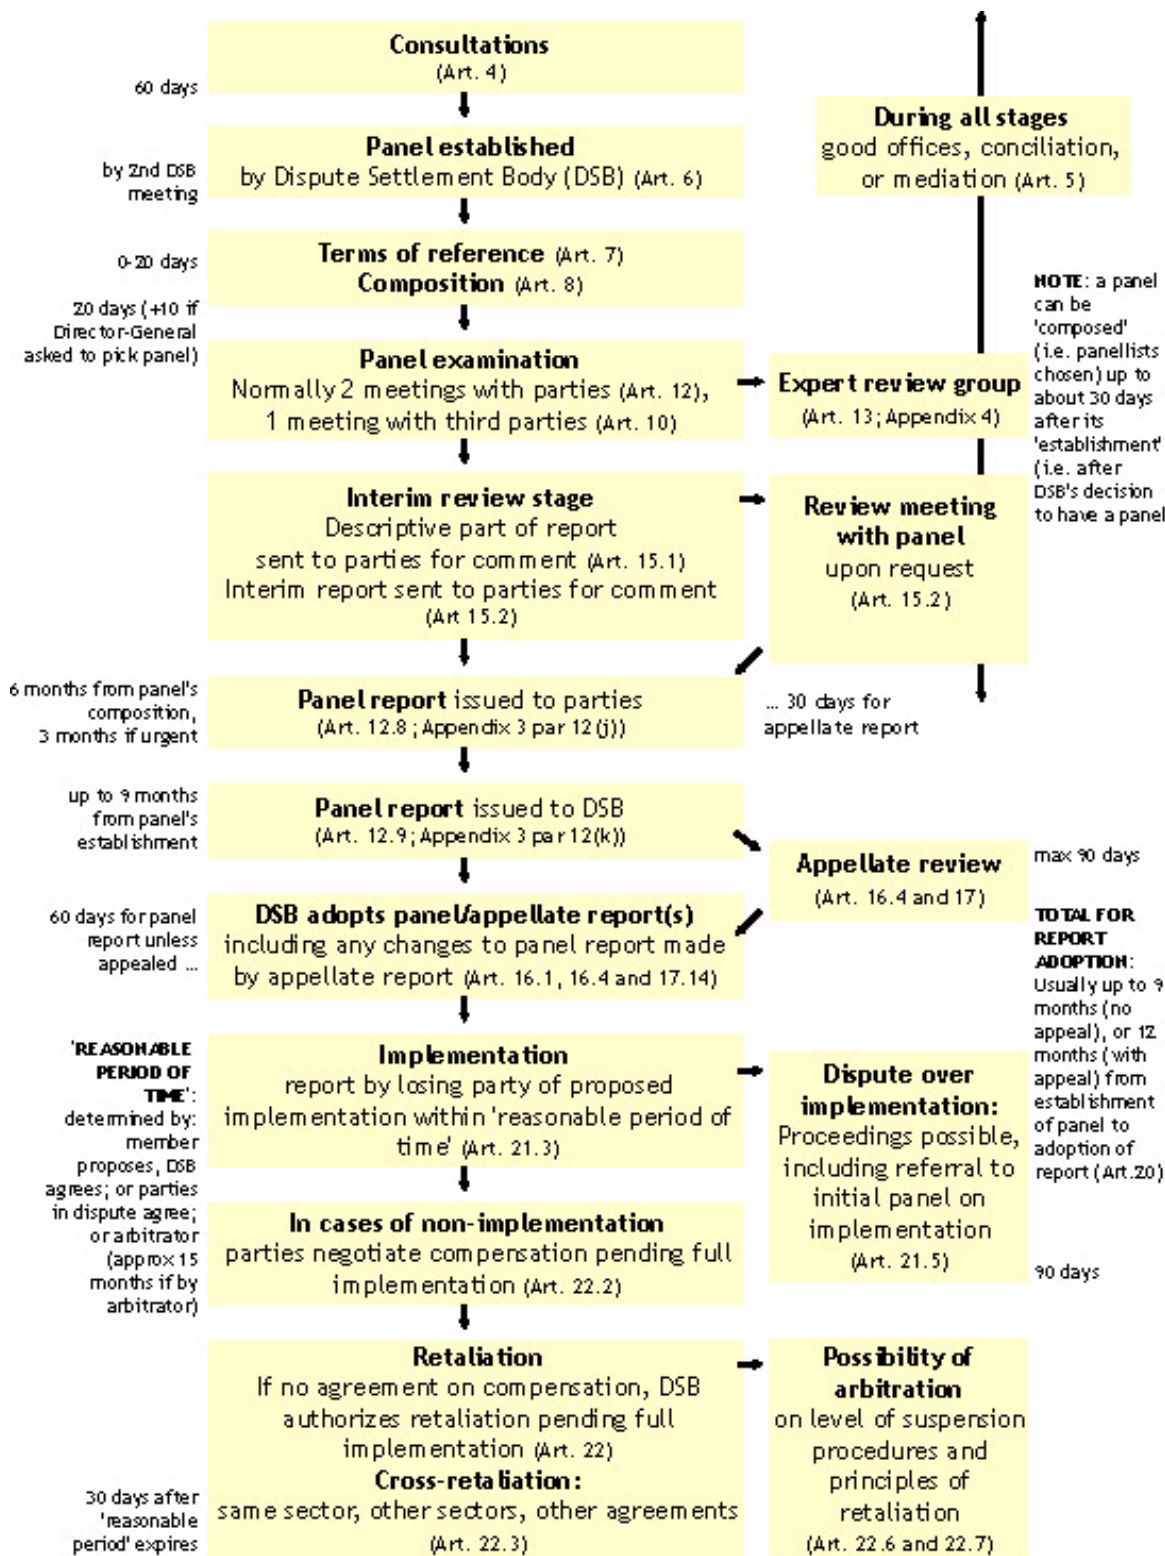 Consultations
(Art. 4)
60 days
During all stages
good offices, conciliation,
or mediation (Art. 5)
Panel established
by Dispute Settlement Body (DSB) (Art. 6)
by 2nd DSB
meeting
Terms of reference (Art. 7)
Composition (Art. 8)
0-20 days
20 days (+10 if
Director-General
asked to pick panel)
NOTE: a panel
can be
'composed'
(i.e. panellists
chosen) up to
about 30 days
after its
'establishment'
(i.e. after
DSB's decision
to have a panel
Panel examination
Normally 2 meetings with parties (Art. 12),
1 meeting with third parties (Art. 10)
Expert review group
(Art. 13; Appendix 4)
Interim review stage
Descriptive part of report
sent to parties for comment (Art. 15.1)
Interim report sent to parties for comment
(Art 15.2)
Review meeting
with panel
upon request
(Art. 15.2)
6 months from panel's
composition,
3 months if urgent
Panel report issued to parties
(Art. 12.8; Appendix 3 par 12(j))
... 30 days for
appellate report
up to 9 months
from panel's
establishment
Panel report issued to DSB
(Art. 12.9; Appendix 3 par 12(k))
Appellate review
(Art. 16.4 and 17)
max 90 days
60 days for panel
report unless
appealed ...
DSB adopts panel/appellate report(s)
including any changes to panel report made
by appellate report (Art. 16.1, 16.4 and 17.14)
TOTAL FOR
REPORT
ADOPTION:
Usually up to 9
months (no
appeal), or 12
months (with
appeal) from
establishment
of panel to
adoption of
report (Art.20)
'REASONABLE
PERIOD OF
TIME':
determined by:
member
proposes, DSB
agrees; or parties
in dispute agree;
or arbitrator
(approx 15
months if by
arbitrator)
Implementation
report by losing party of proposed
implementation within 'reasonable period of
time' (Art. 21.3)
Dispute over
implementation:
Proceedings possible,
including referral to
initial panel on
implementation
(Art. 21.5)
90 days
In cases of non-implementation
parties negotiate compensation pending full
implementation (Art. 22.2)
Retaliation
If no agreement on compensation, DSB
authorizes retaliation pending full
implementation (Art. 22)
Cross-retaliation:
same sector, other sectors, other agreements
(Art. 22.3)
30 days after
'reasonable
period' expires
Possibility of
arbitration
on level of suspension
procedures and
principles of
retaliation
(Art. 22.6 and 22.7)